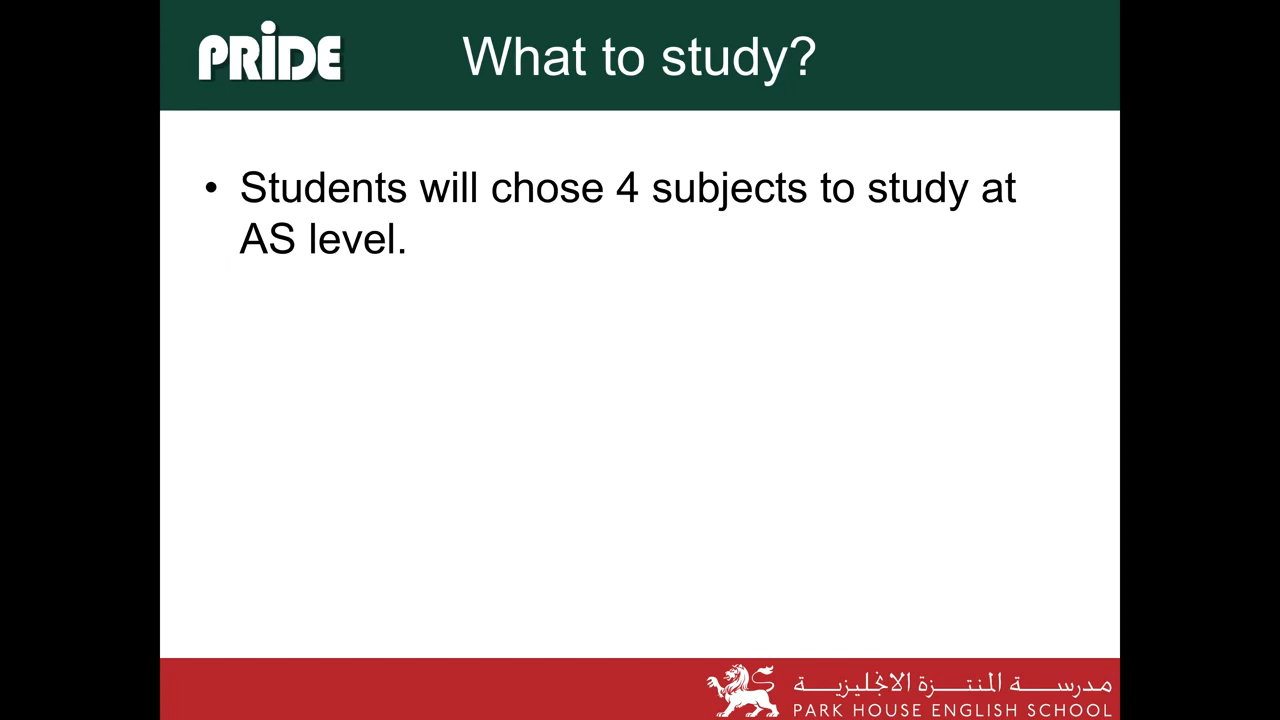 PRIDE
What to study?
• Students will chose 4 subjects to study at
AS level.
مدرسة المنتزة الانجليزية
PARK HOUSE ENGLISH SCHOOL